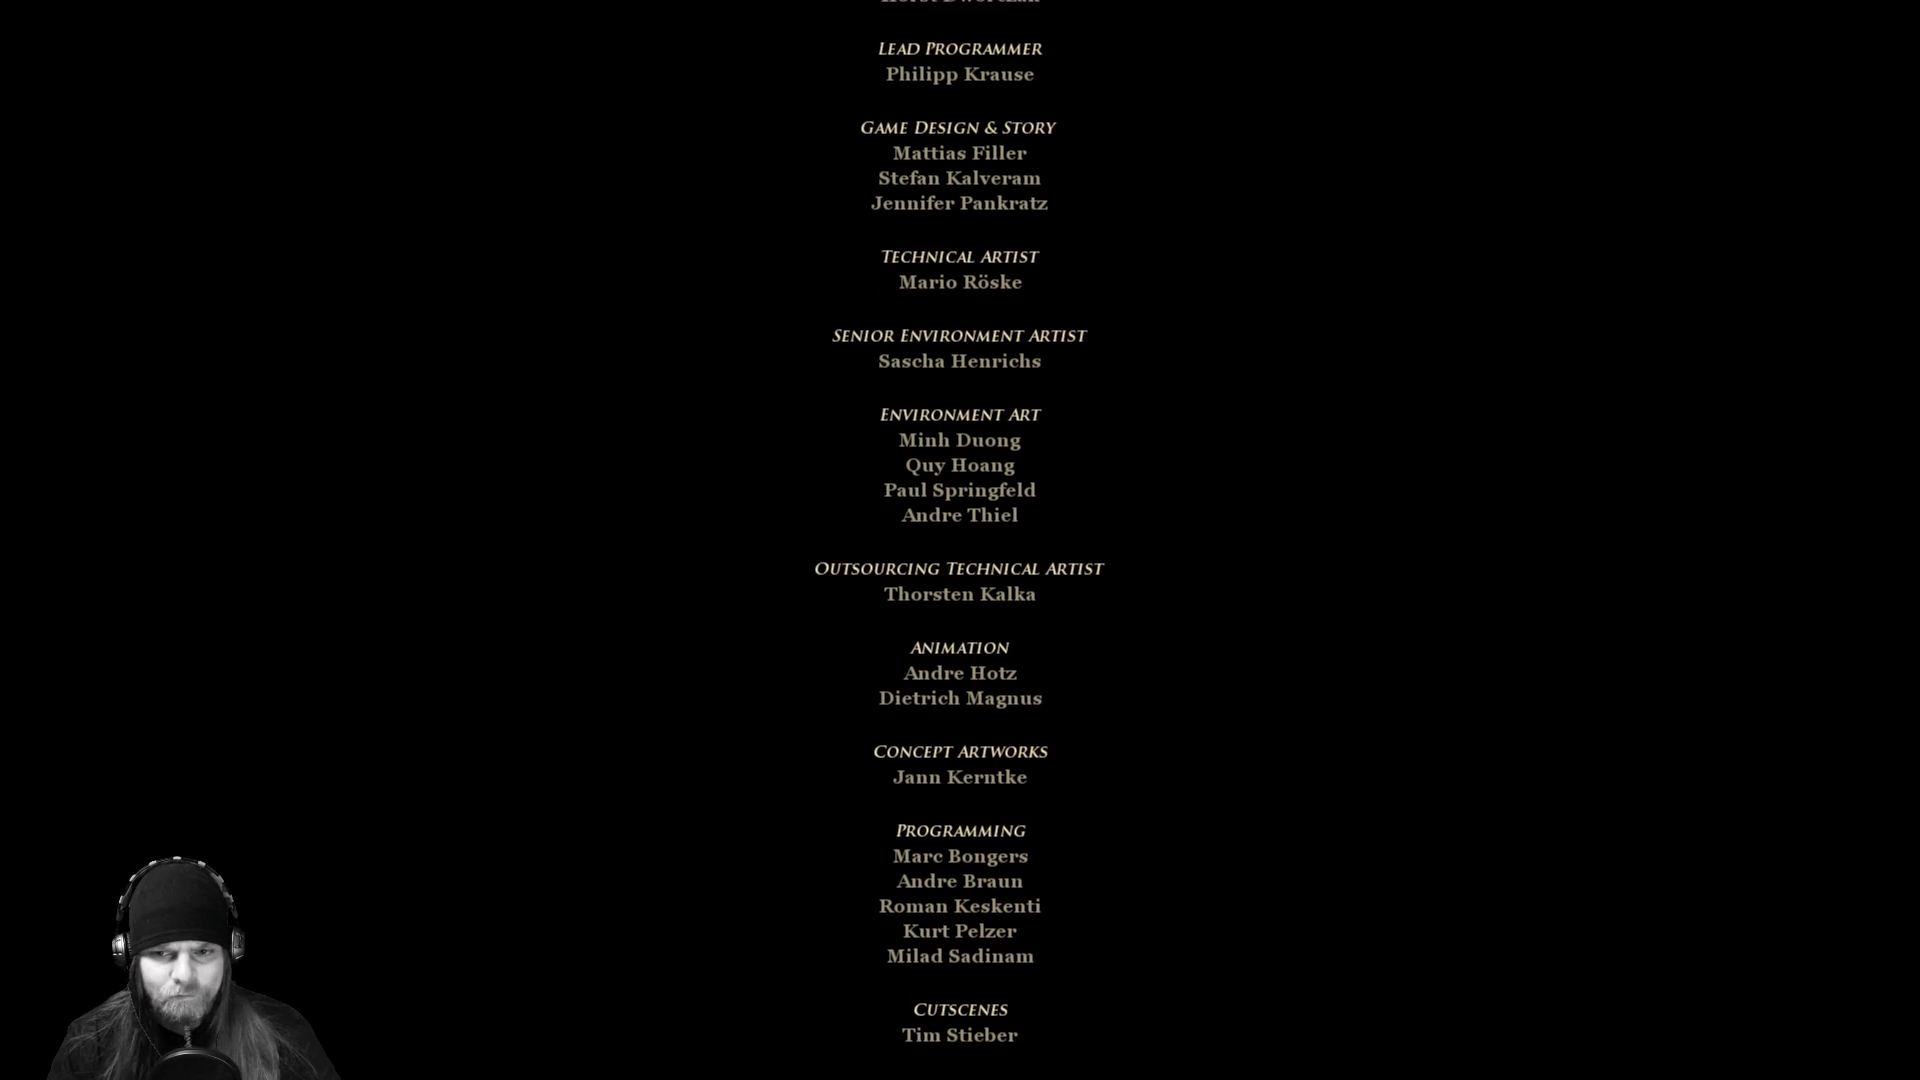 Lead Programmer
Philipp Krause
Game Design & Story
Mattias Filler
Stefan Kalveram
Jennifer Pankratz
Technical Artist
Mario Röske
Senior Environment Artist
Sascha Henrichs
Environment Art
Minh Duong
Quy Hoang
Paul Springfeld
Andre Thiel
Outsourcing Technical Artist
Thorsten Kalka
Animation
Andre Hotz
Dietrich Magnus
Concept Artworks
Jann Kerntke
Programming
Marc Bongers
Andre Braun
Roman Keskenti
Kurt Pelzer
Milad Sadinam
Cutscenes
Tim Stieber